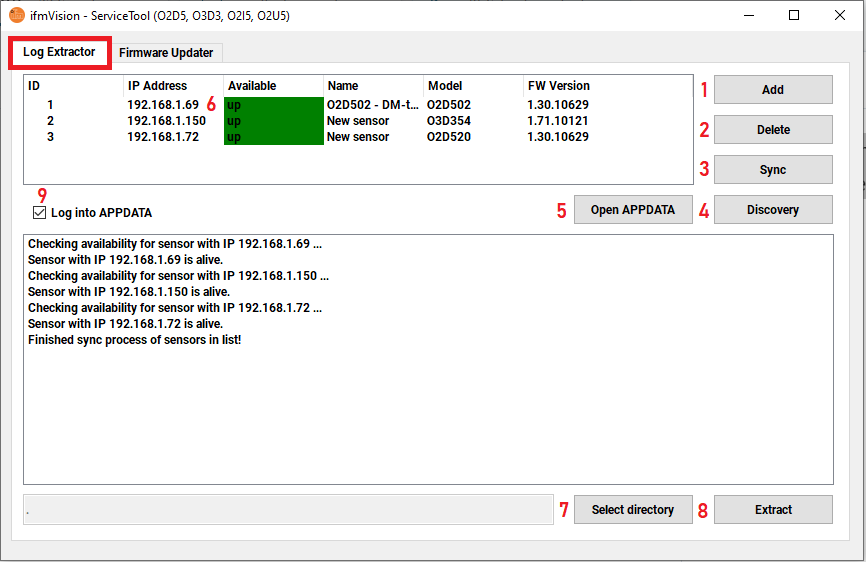 ifmVision - ServiceTool (O2D5, O3D3, O2I5, O2U5)
Log Extractor Firmware Updater
ID IP Address Available Name Model FW Version
1 192.168.1.69 6 up O2D502 - DM-t... O2D502 1.30.10629
2 192.168.1.150 up New sensor O3D354 1.71.10121
3 192.168.1.72 up New sensor O2D520 1.30.10629
1 Add
2 Delete
3 Sync
9
Log into APPDATA
5 Open APPDATA
4 Discovery
Checking availability for sensor with IP 192.168.1.69 ...
Sensor with IP 192.168.1.69 is alive.
Checking availability for sensor with IP 192.168.1.150 ...
Sensor with IP 192.168.1.150 is alive.
Checking availability for sensor with IP 192.168.1.72 ...
Sensor with IP 192.168.1.72 is alive.
Finished sync process of sensors in list!
.
7 Select directory
8 Extract